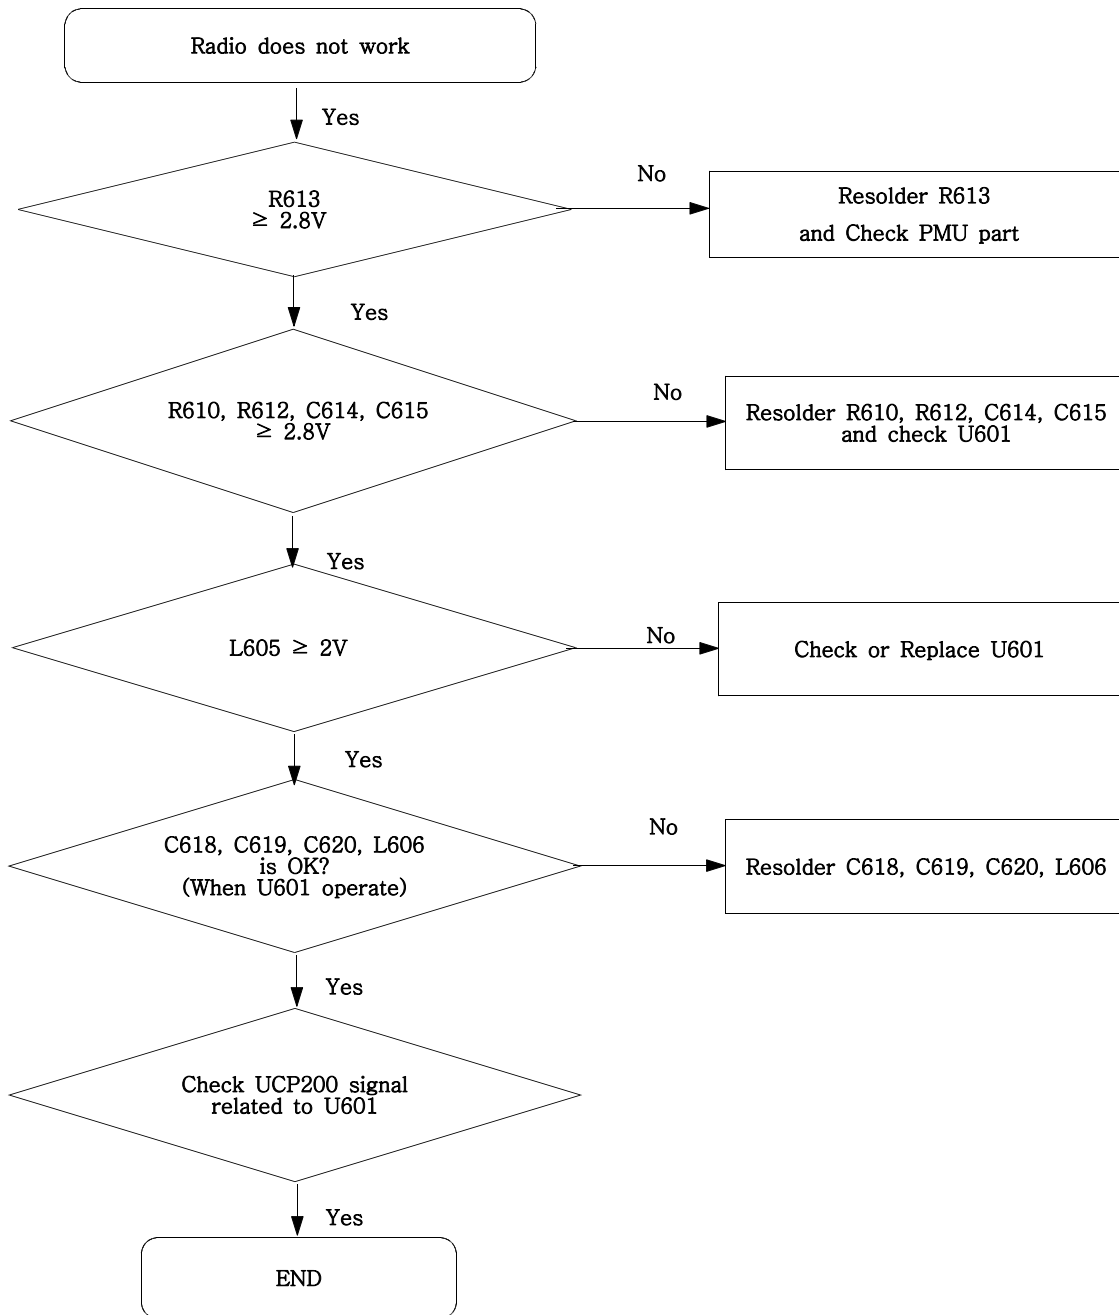 Radio does not work
Yes
R613
≥ 2.8V
No
Resolder R613
and Check PMU part
Yes
R610, R612, C614, C615
≥ 2.8V
No
Resolder R610, R612, C614, C615
and check U601
Yes
L605 ≥ 2V
No
Check or Replace U601
Yes
C618, C619, C620, L606
is OK?
(When U601 operate)
No
Resolder C618, C619, C620, L606
Yes
Check UCP200 signal
related to U601
Yes
END